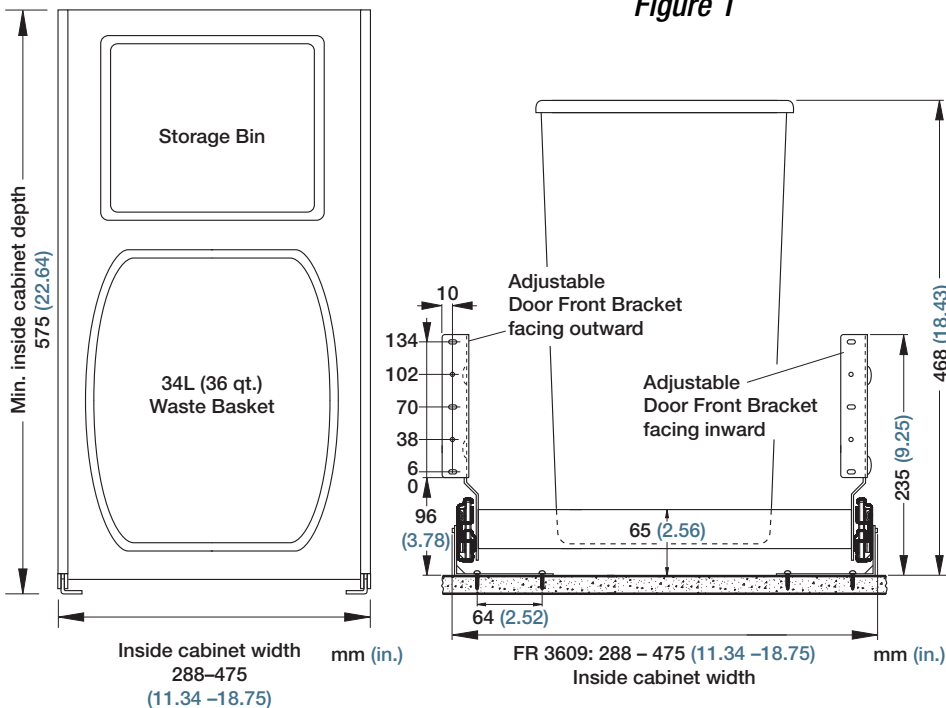 Figure 1
Min. inside cabinet depth
575 (22.64)
Storage Bin
34L (36 qt.)
Waste Basket
Inside cabinet width
288–475
(11.34 –18.75)
mm (in.)
10
134
102
70
38
6
0
96
(3.78)
Adjustable
Door Front Bracket
facing outward
Adjustable
Door Front Bracket
facing inward
65 (2.56)
64 (2.52)
235 (9.25)
468 (18.43)
FR 3609: 288 – 475 (11.34 –18.75)
Inside cabinet width
mm (in.)